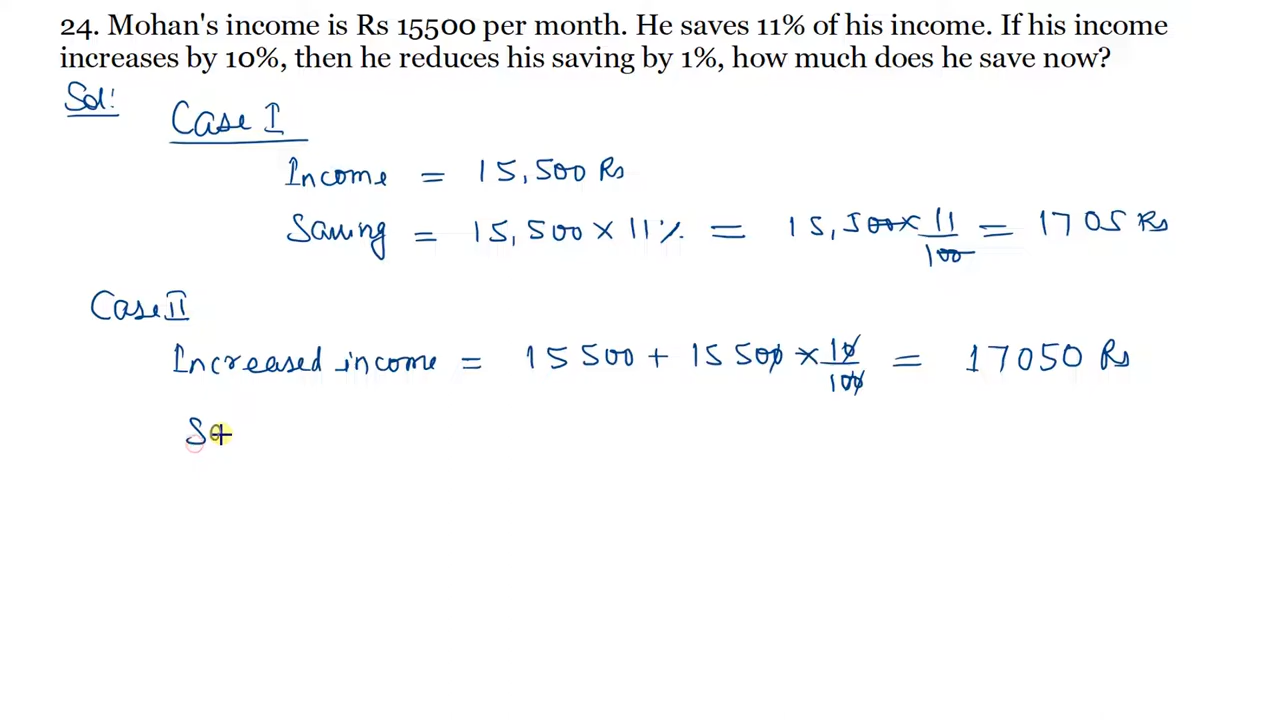 24. Mohan's income is Rs 15500 per month. He saves 11% of his income. If his income
increases by 10%, then he reduces his saving by 1%, how much does he save now?
Sol:
Case I
Income = 15,500 Rs
Saving = 15,500 × 11% = 15,500 × 11/100 = 1705 Rs
Case II
Increased income = 15500 + 15500 × 10/100 = 17050 Rs
Sa